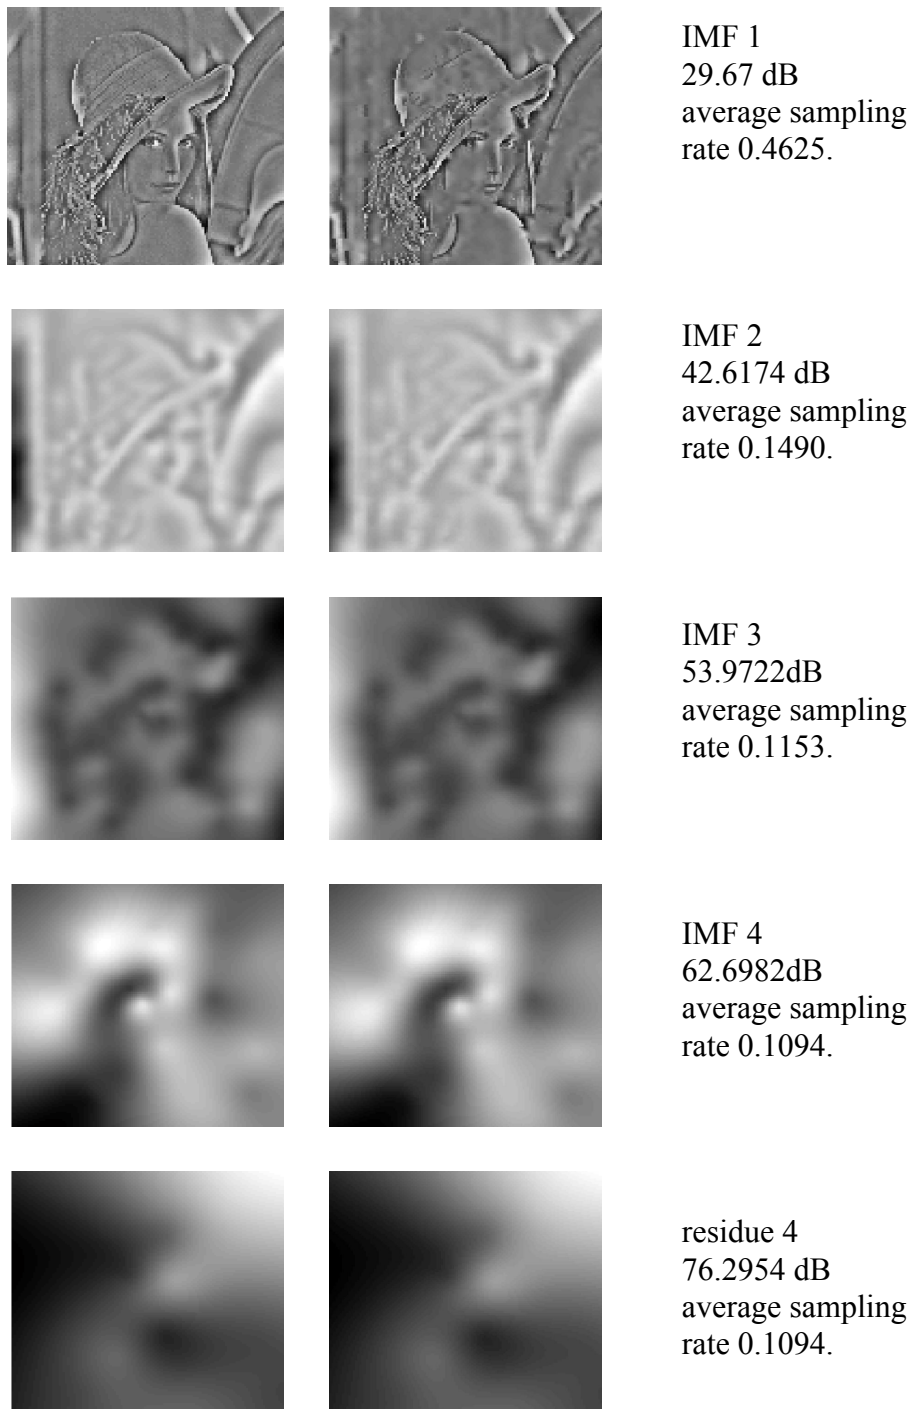 IMF 1
29.67 dB
average sampling
rate 0.4625.
IMF 2
42.6174 dB
average sampling
rate 0.1490.
IMF 3
53.9722dB
average sampling
rate 0.1153.
IMF 4
62.6982dB
average sampling
rate 0.1094.
residue 4
76.2954 dB
average sampling
rate 0.1094.